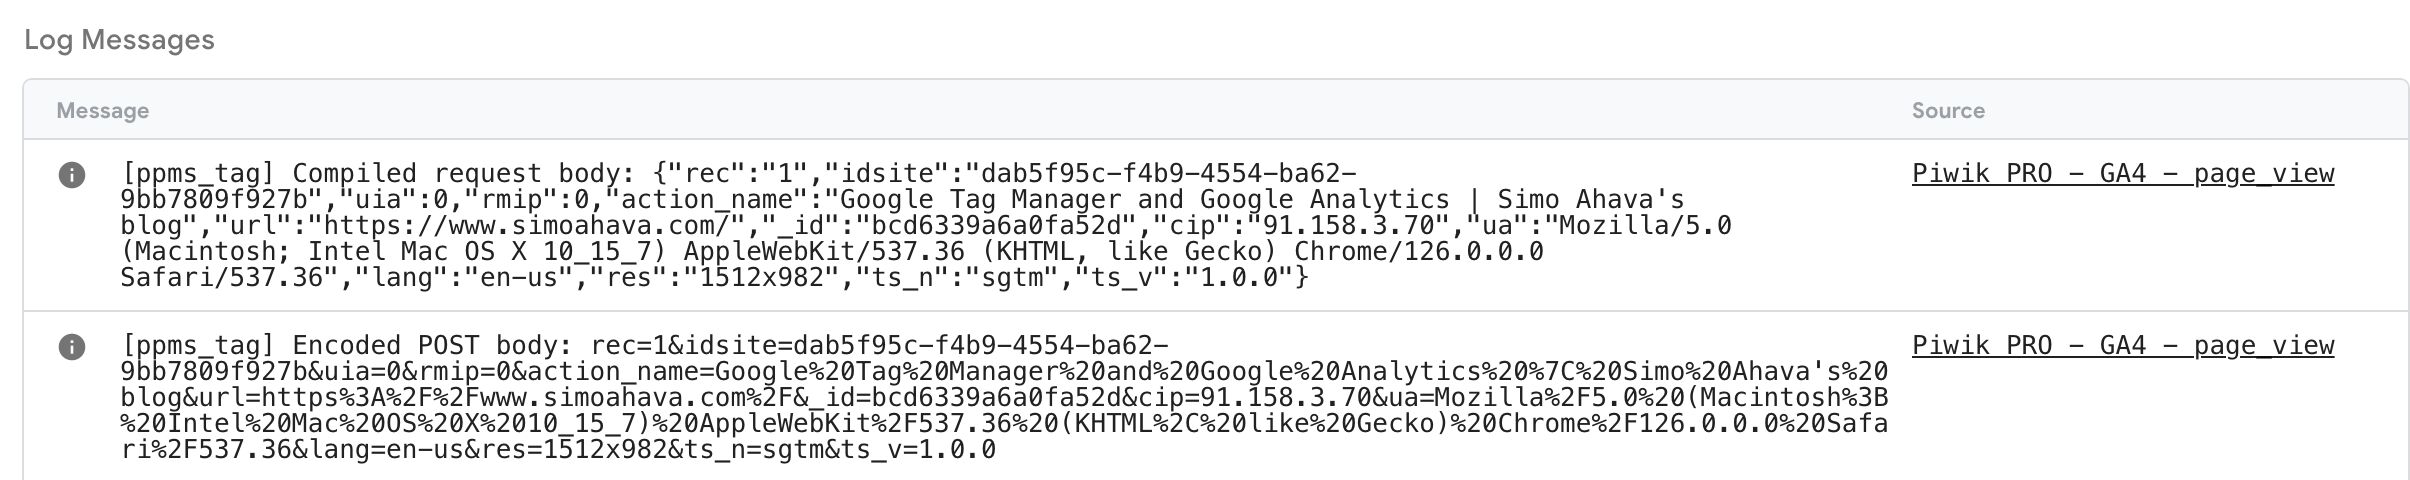 Log Messages
Message Source
[ppms_tag] Compiled request body: {"rec":"1","idsite":"dab5f95c-f4b9-4554-ba62- Piwik PRO - GA4 - page_view
9bb7809f927b","uia":0,"rmip":0,"action_name":"Google Tag Manager and Google Analytics | Simo Ahava's
blog","url":"https://www.simoahava.com/","_id":"bcd6339a6a0fa52d","cip":"91.158.3.70","ua":"Mozilla/5.0
(Macintosh; Intel Mac OS X 10_15_7) AppleWebKit/537.36 (KHTML, like Gecko) Chrome/126.0.0.0
Safari/537.36","lang":"en-us","res":"1512x982","ts_n":"sgtm","ts_v":"1.0.0"}
[ppms_tag] Encoded POST body: rec=1&idsite=dab5f95c-f4b9-4554-ba62- Piwik PRO - GA4 - page_view
9bb7809f927b&uia=0&rmip=0&action_name=Google%20Tag%20Manager%20and%20Google%20Analytics%20%7C%20Simo%20Ahava's%20
blog&url=https%3A%2F%2Fwww.simoahava.com%2F&_id=bcd6339a6a0fa52d&cip=91.158.3.70&ua=Mozilla%2F5.0%20(Macintosh%3B
%20Intel%20Mac%20OS%20X%2010_15_7)%20AppleWebKit%2F537.36%20(KHTML%2C%20like%20Gecko)%20Chrome%2F126.0.0.0%20Safa
ri%2F537.36&lang=en-us&res=1512x982&ts_n=sgtm&ts_v=1.0.0